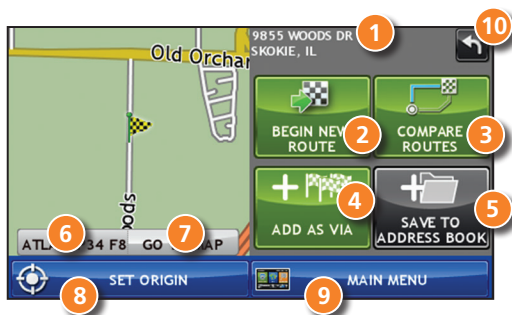 9855 WOODS DR
SKOKIE, IL
1
10
Old Orchar
BEGIN NEW
ROUTE
2
COMPARE
ROUTES
3
ADD AS VIA
4
SAVE TO
ADDRESS BOOK
5
34 F8
6
GO
7
SET ORIGIN
8
MAIN MENU
9